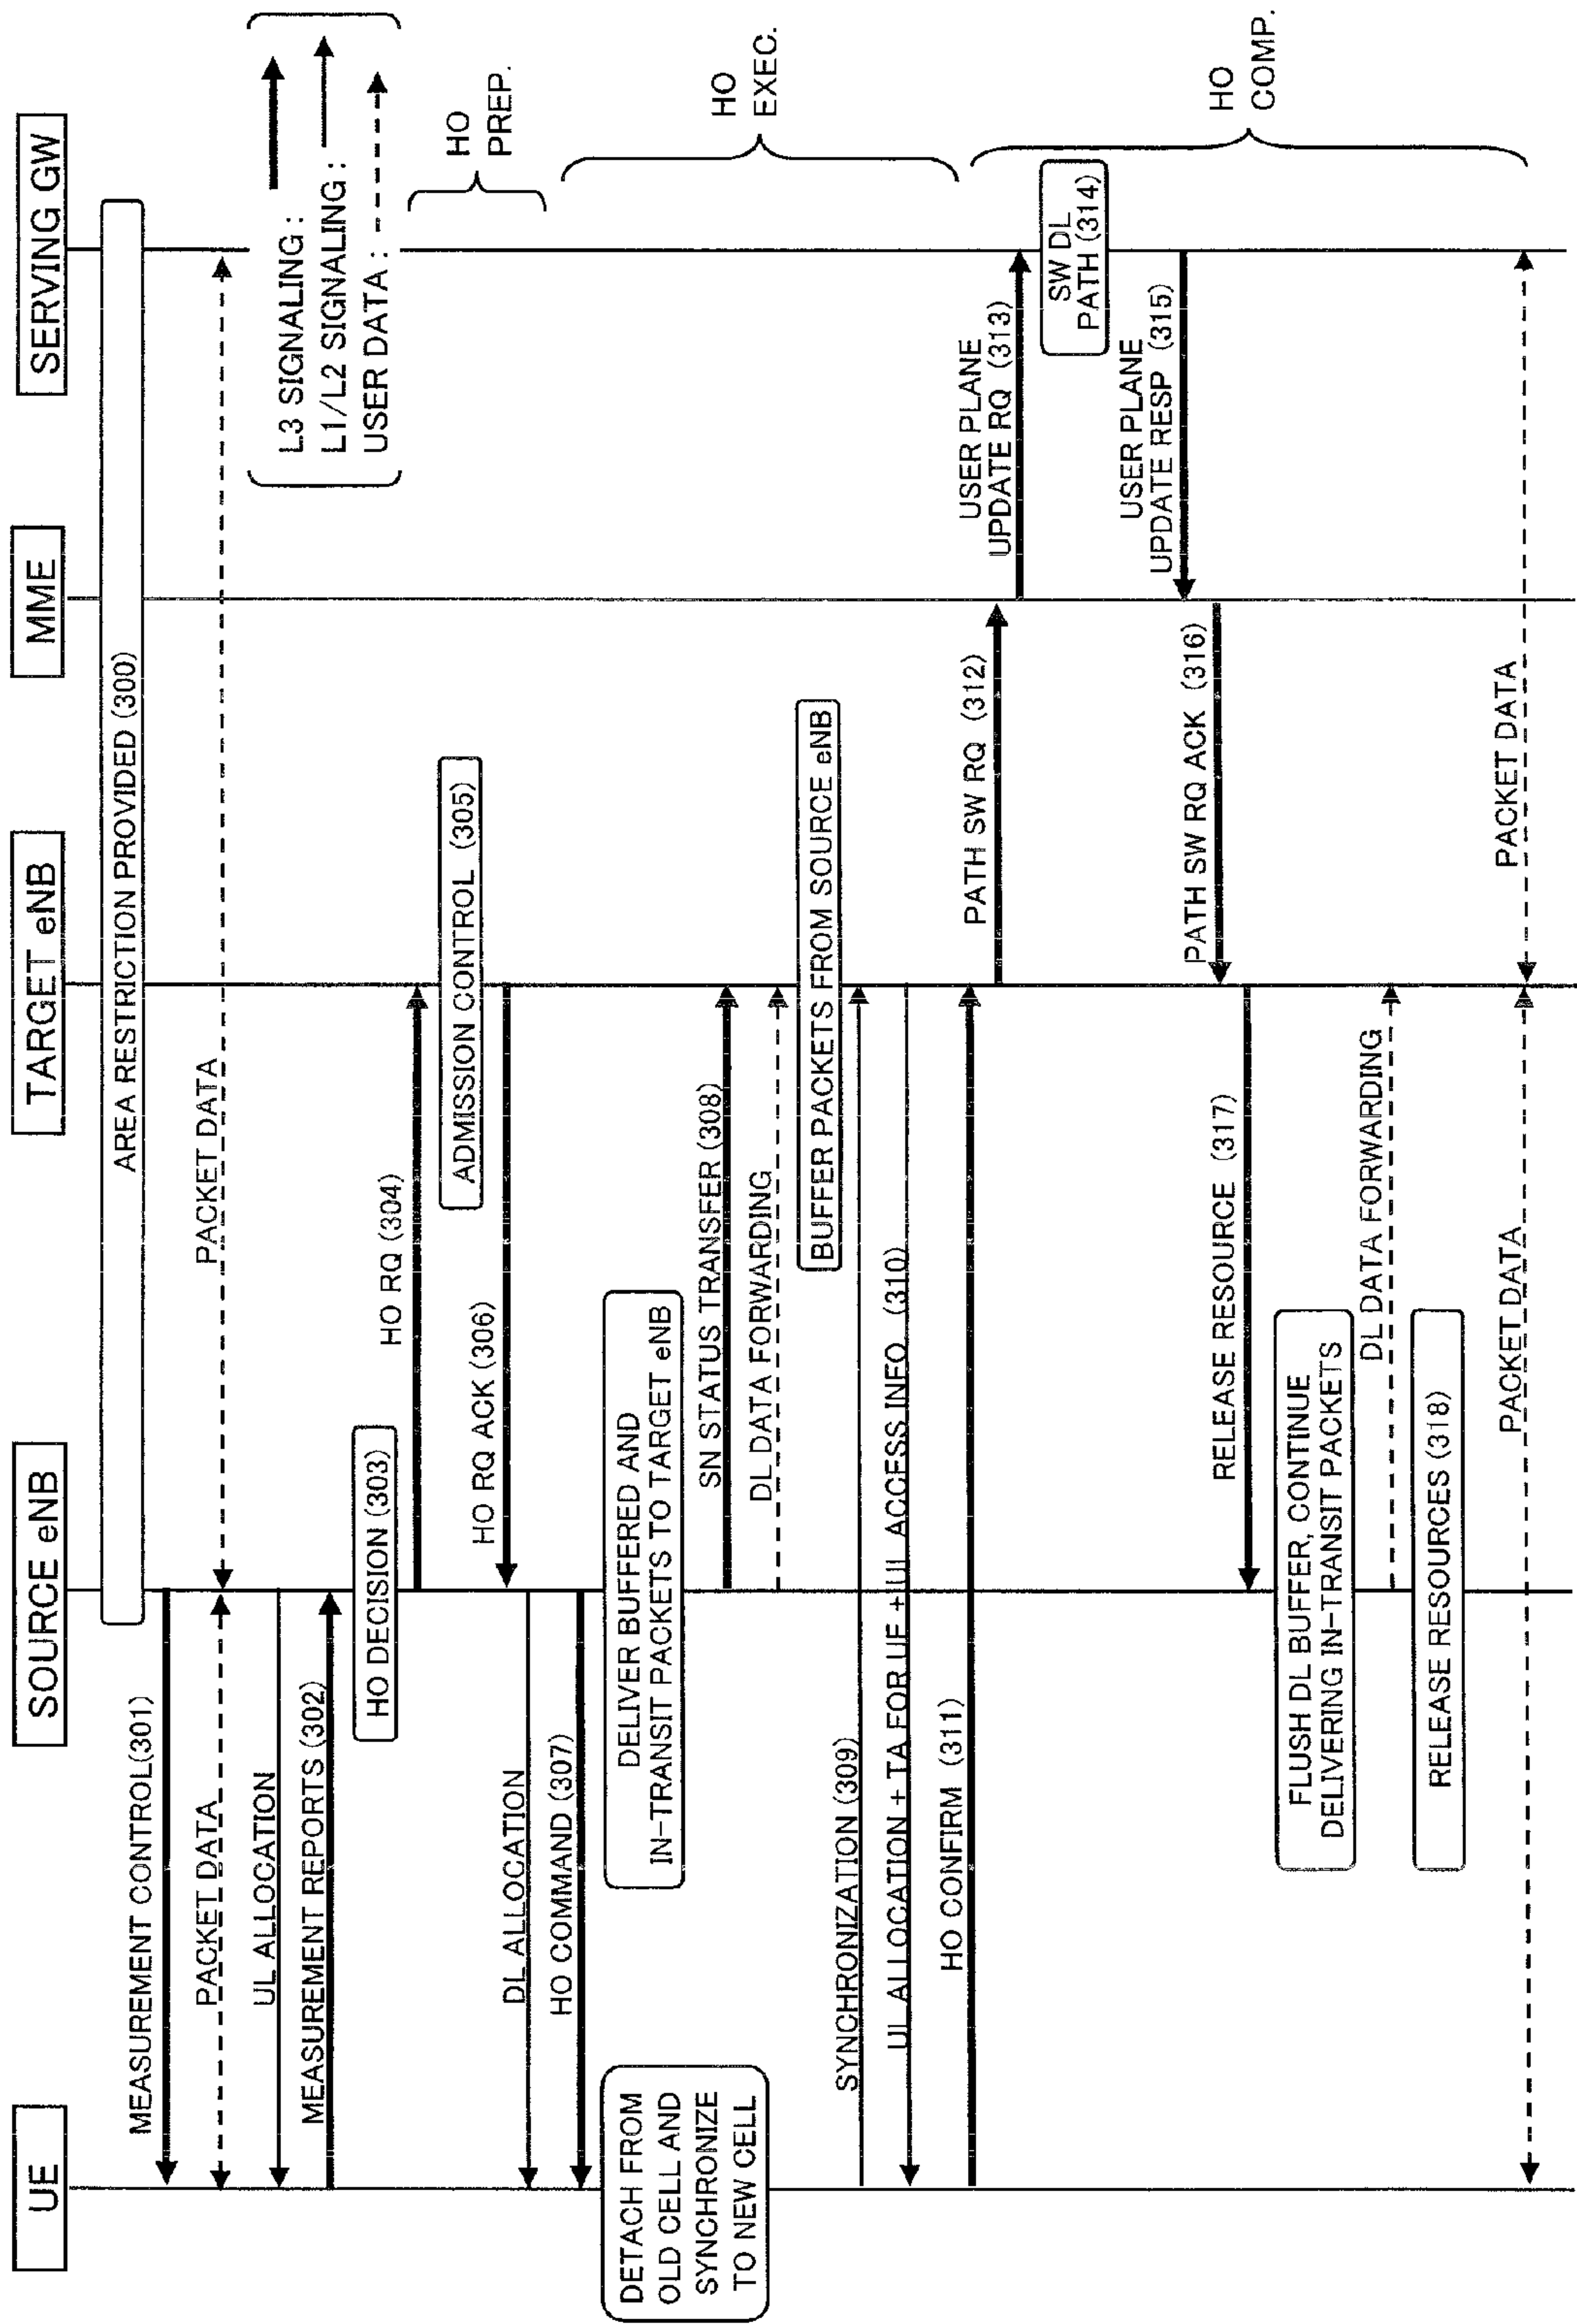 UE
SOURCE eNB
TARGET eNB
MME
SERVING GW
AREA RESTRICTION PROVIDED (300)
MEASUREMENT CONTROL(301)
PACKET DATA
PACKET DATA
UL ALLOCATION
MEASUREMENT REPORTS (302)
L3 SIGNALING :
L1/L2 SIGNALING :
USER DATA :
HO DECISION (303)
HO RQ (304)
ADMISSION CONTROL (305)
HO RQ ACK (306)
HO
PREP.
DL ALLOCATION
HO COMMAND (307)
DETACH FROM
OLD CELL AND
SYNCHRONIZE
TO NEW CELL
DELIVER BUFFERED AND
IN-TRANSIT PACKETS TO TARGET eNB
SN STATUS TRANSFER (308)
DL DATA FORWARDING
BUFFER PACKETS FROM SOURCE eNB
HO
EXEC.
SYNCHRONIZATION (309)
UL ALLOCATION + TA FOR UE + UL ACCESS INFO (310)
HO CONFIRM (311)
PATH SW RQ (312)
USER PLANE
UPDATE RQ (313)
SW DL
PATH (314)
USER PLANE
UPDATE RESP (315)
PATH SW RQ ACK (316)
RELEASE RESOURCE (317)
HO
COMP.
FLUSH DL BUFFER, CONTINUE
DELIVERING IN-TRANSIT PACKETS
DL DATA FORWARDING
RELEASE RESOURCES (318)
PACKET DATA
PACKET DATA